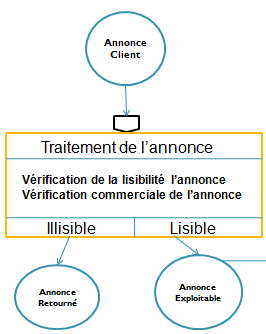 Annonce
Client
Traitement de l'annonce
Vérification de la lisibilité l'annonce
Vérification commerciale de l'annonce
Illisible
Lisible
Annonce
Retourné
Annonce
Exploitable